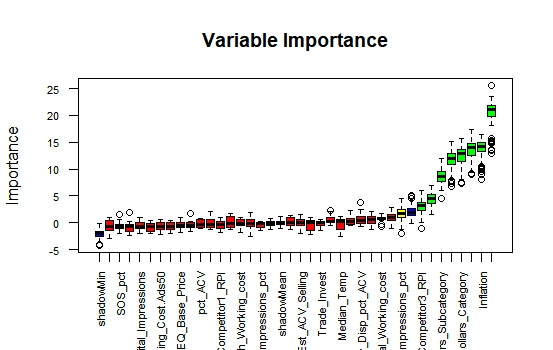 Variable Importance
Importance
25
20
15
10
5
0
-5
shadowMin
SOS_pct
ital_Impressions
ing_Cost.Ads50
EQ_Base_Price
pct_ACV
Competitor1_RPI
h_Working_cost
mpressions_pct
shadowMean
Est_ACV_Selling
Trade_Invest
Median_Temp
_Disp_pct_ACV
al_Working_cost
mpressions_pct
ompetitor3_RPI
rs_Subcategory
ollars_Category
Inflation